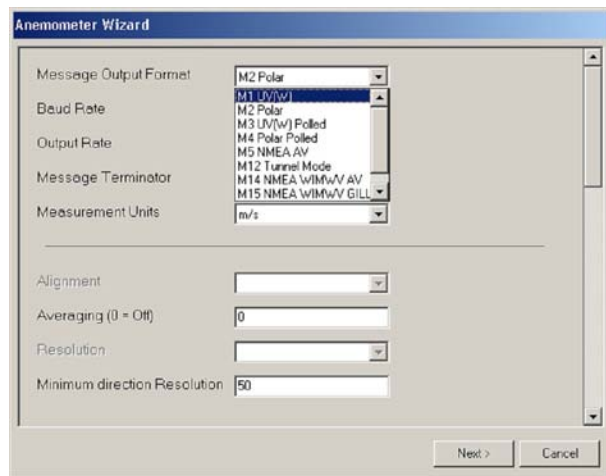 Anemometer Wizard
Message Output Format
M2 Polar
M1 UV(W)
M2 Polar
M3 UV(W) Polled
M4 Polar Polled
M5 NMEA AV
M12 Tunnel Mode
M14 NMEA WIMWV AV
M15 NMEA WIMWV GILL
Baud Rate
Output Rate
Message Terminator
Measurement Units
m/s
Alignment
Averaging (0 = Off)
0
Resolution
Minimum direction Resolution
50
Next >
Cancel